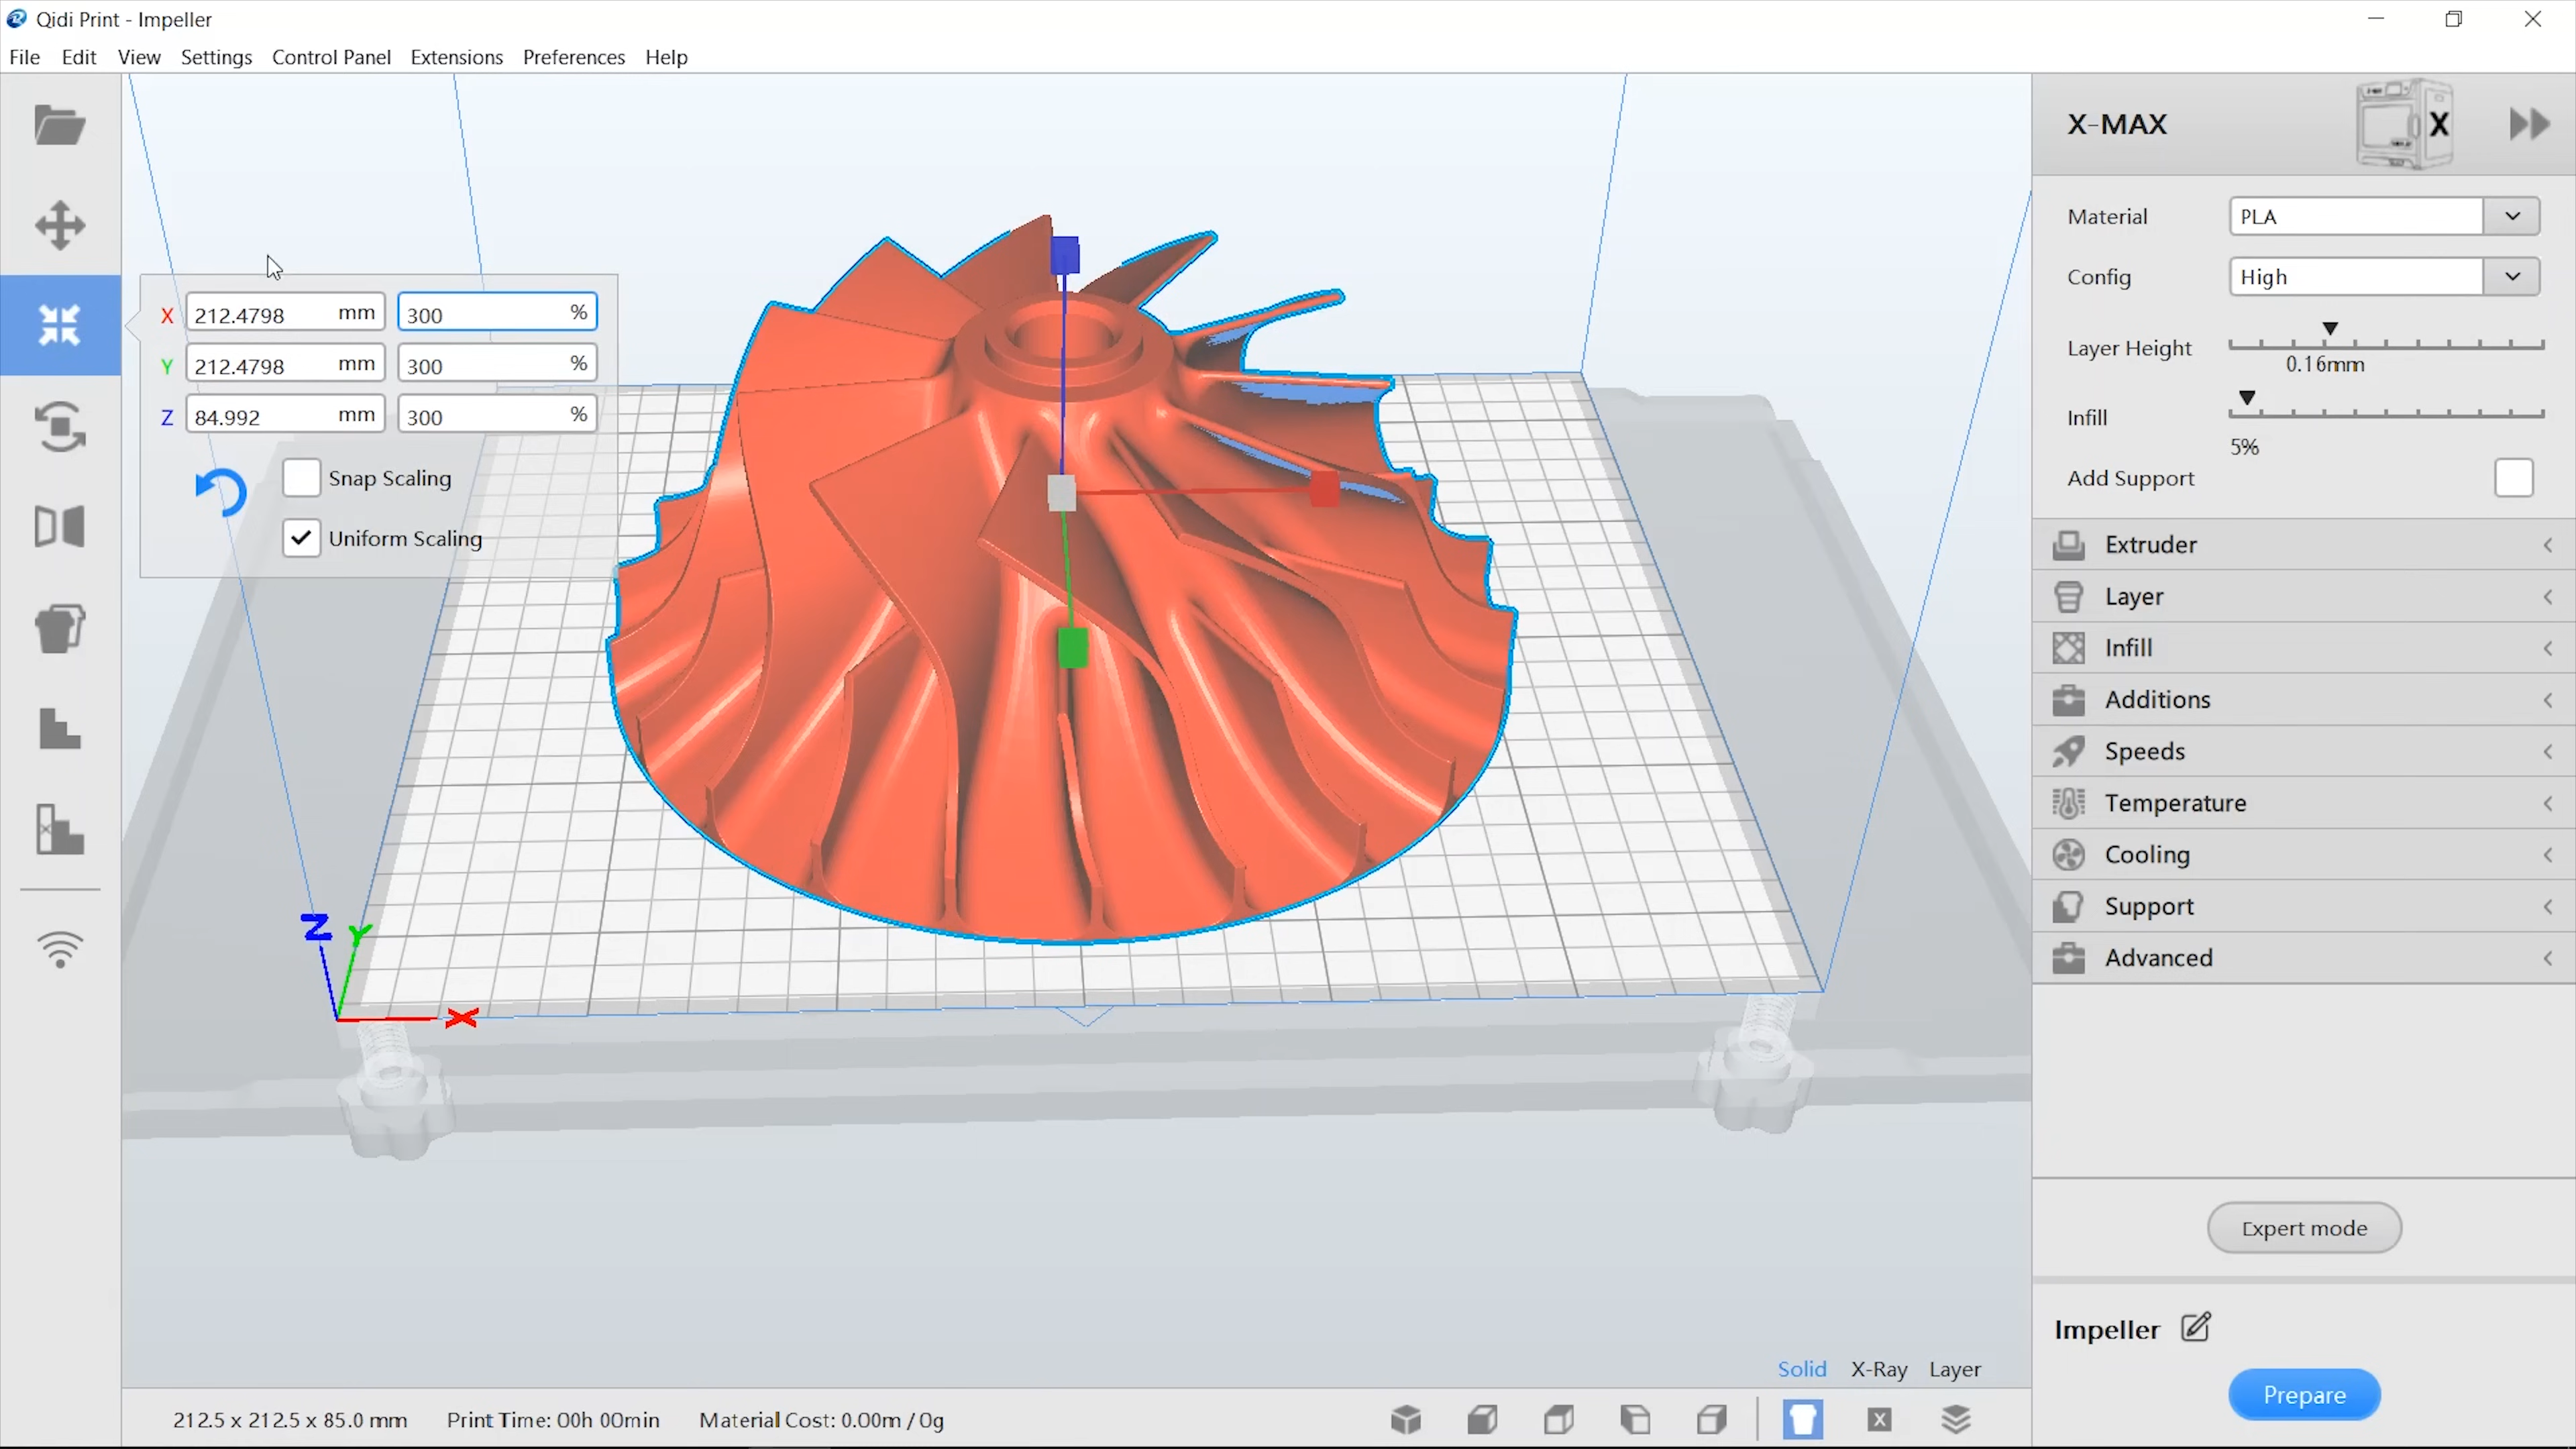 Qidi Print - Impeller
File Edit View Settings Control Panel Extensions Preferences Help
X-MAX
X
Material PLA
Config High
Layer Height
0.16mm
Infill
5%
Add Support
Extruder
Layer
Infill
Additions
Speeds
Temperature
Cooling
Support
Advanced
Expert mode
Impeller
Prepare
X 212.4798 mm 300 %
Y 212.4798 mm 300 %
Z 84.992 mm 300 %
Snap Scaling
Uniform Scaling
Z Y
X
Solid X-Ray Layer
212.5 x 212.5 x 85.0 mm Print Time: 00h 00min Material Cost: 0.00m / 0g
X